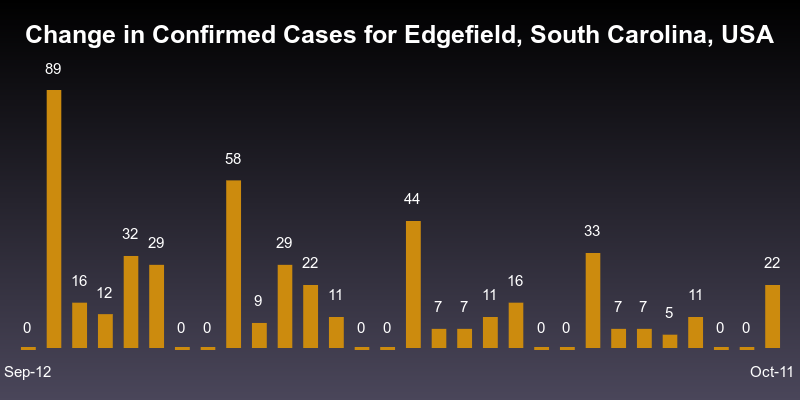 Change in Confirmed Cases for Edgefield, South Carolina, USA
0 89 16 12 32 29 0 0 58 9 29 22 11 0 0 44 7 7 11 16 0 0 33 7 7 5 11 0 0 22
Sep-12 Oct-11